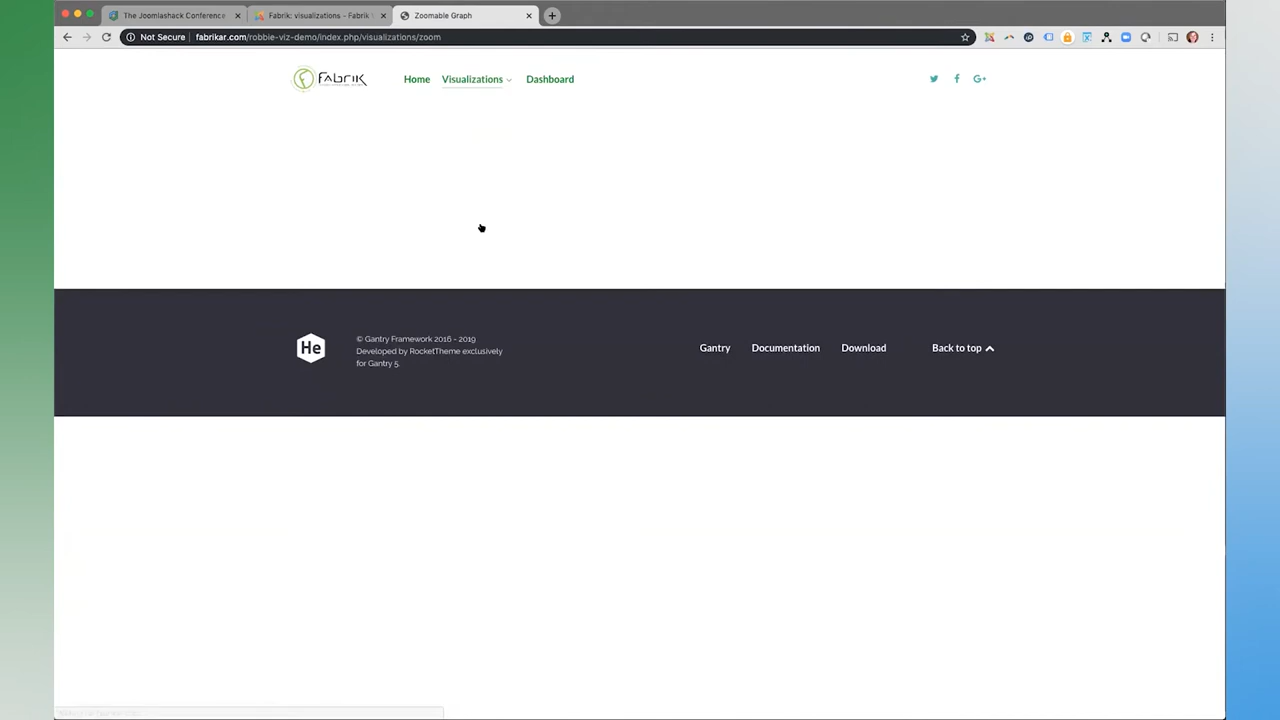 The Joomlashack Conference
Fabrik: visualizations - Fabrik
Zoomable Graph
Not Secure
fabrikar.com/robbie-viz-demo/index.php/visualizations/zoom
FABRIK
Home
Visualizations
Dashboard
He
© Gantry Framework 2016 - 2019
Developed by RocketTheme exclusively
for Gantry 5.
Gantry
Documentation
Download
Back to top